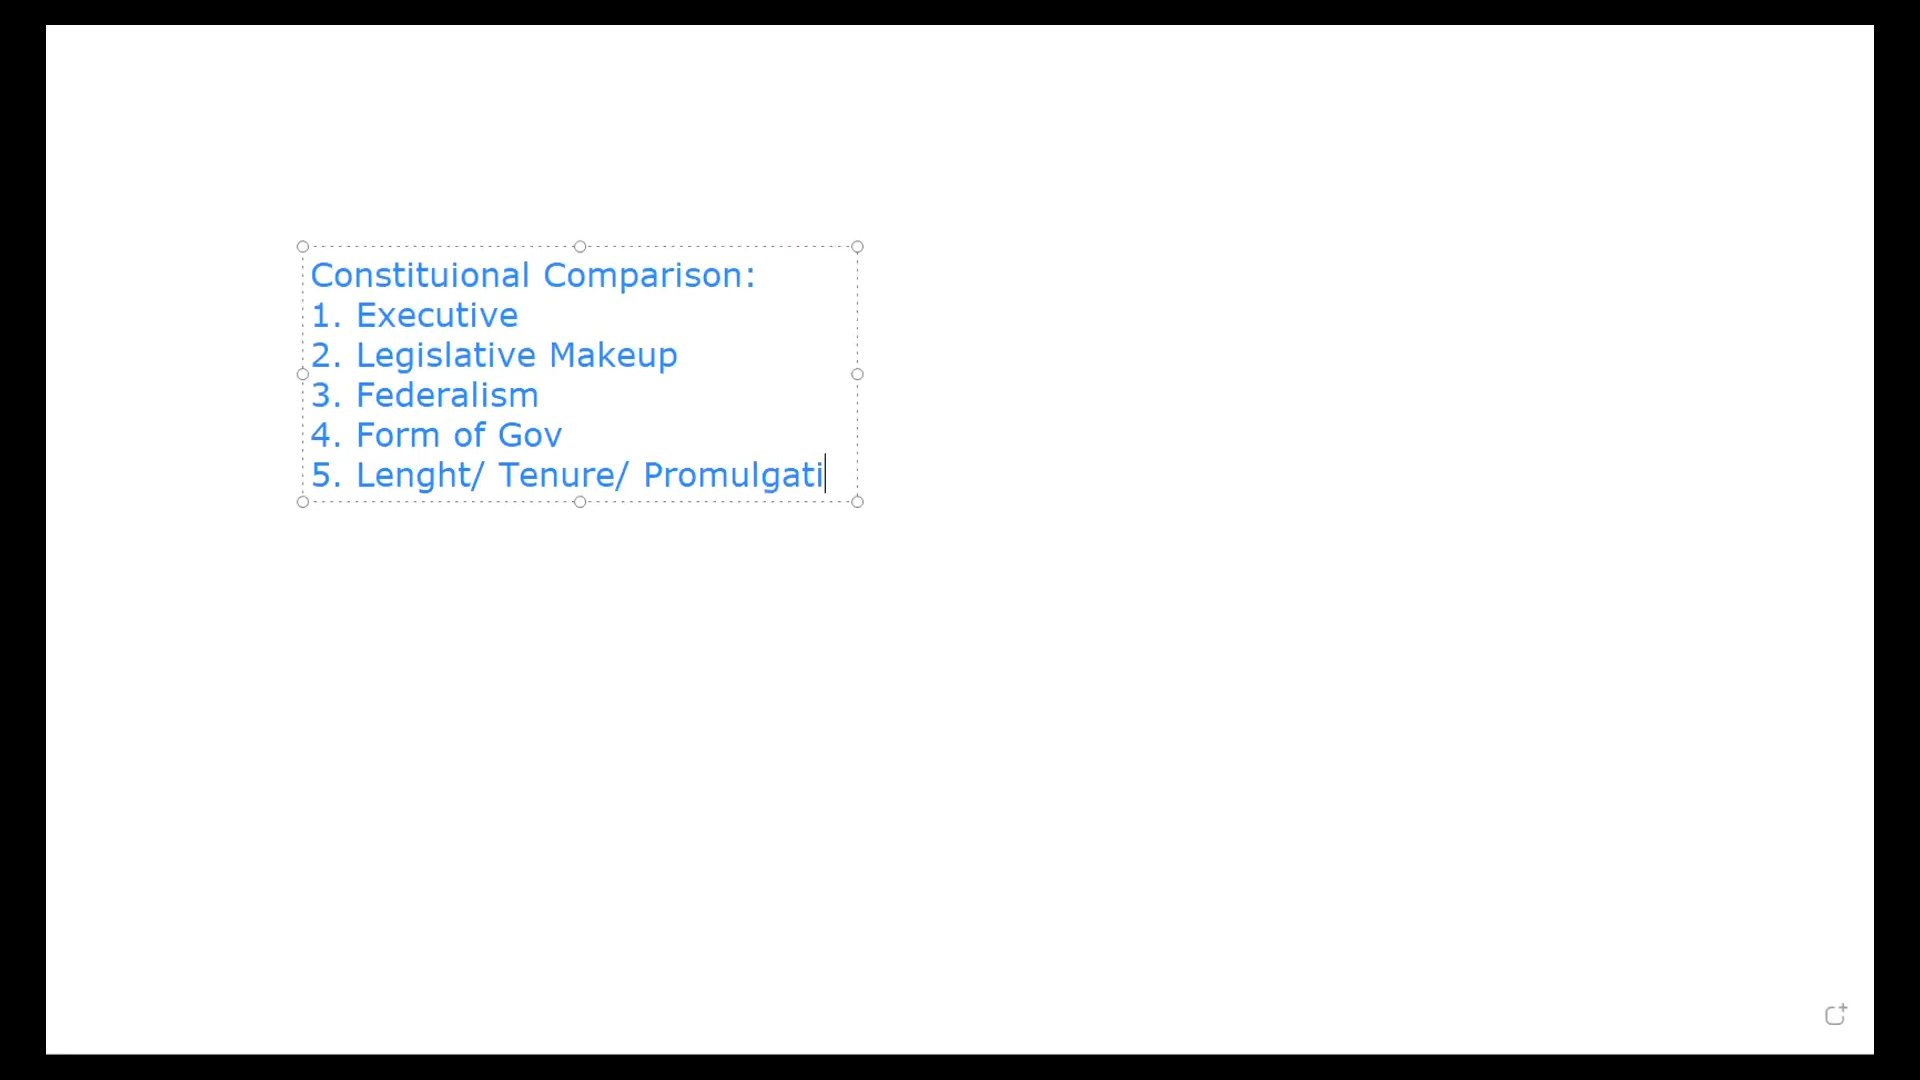 Constituional Comparison:
1. Executive
2. Legislative Makeup
3. Federalism
4. Form of Gov
5. Lenght/ Tenure/ Promulgati